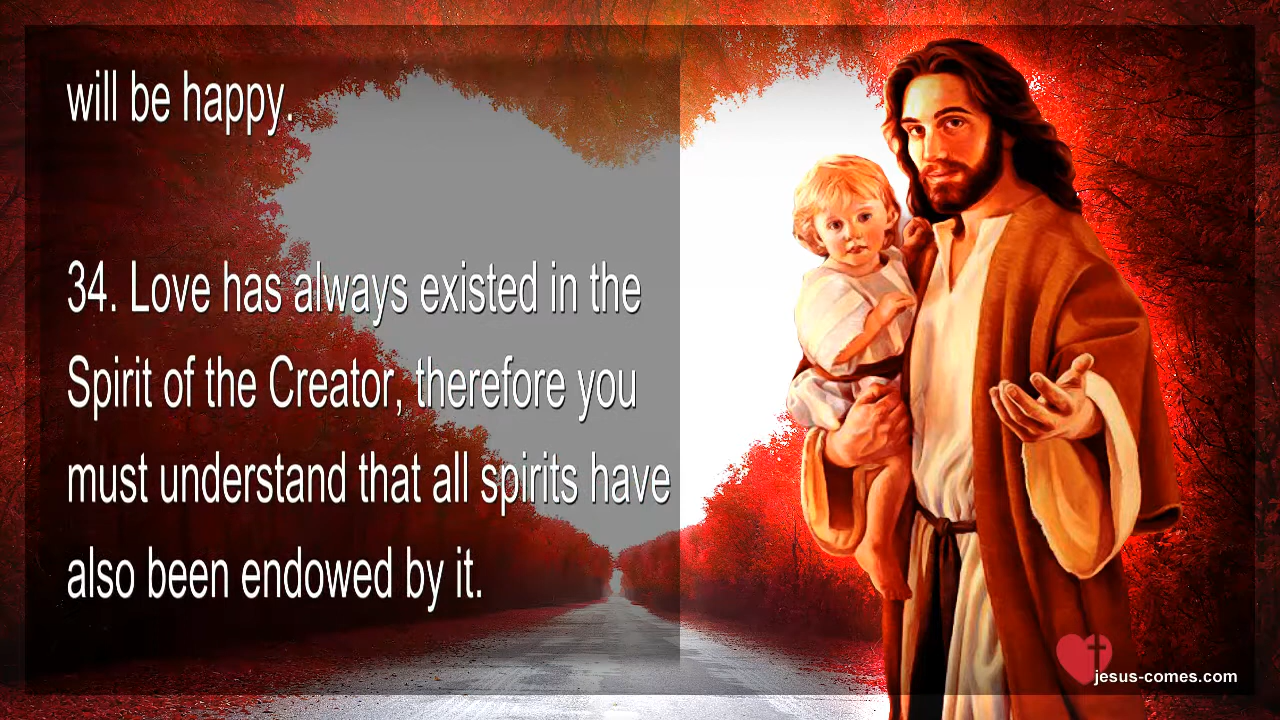 will be happy.
34. Love has always existed in the
Spirit of the Creator, therefore you
must understand that all spirits have
also been endowed by it.
jesus-comes.com